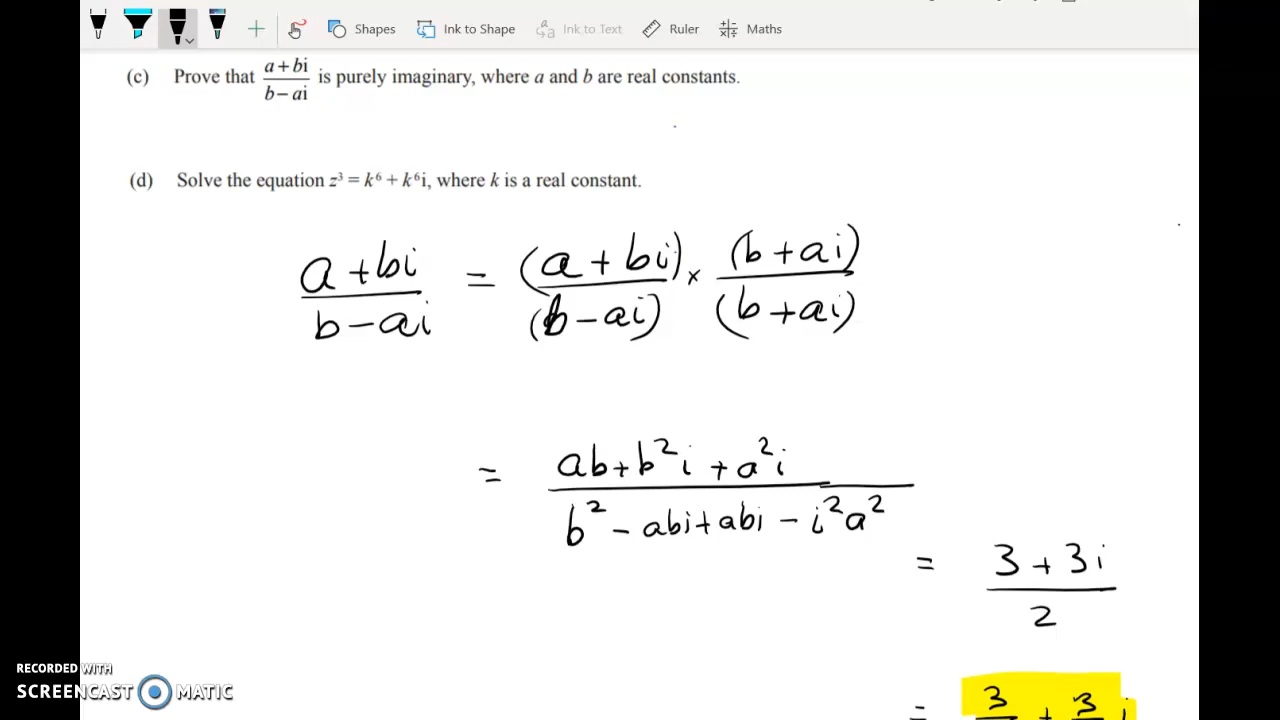 Shapes Ink to Shape Ink to Text Ruler Maths
(c) Prove that (a+bi)/(b−ai) is purely imaginary, where a and b are real constants.
(d) Solve the equation z³ = k⁶ + k⁶i, where k is a real constant.
(a+bi)/(b−ai) = (a+bi)/(b−ai) × (b+ai)/(b+ai)
= (ab+b²i+a²i)/(b²−abi+abi−i²a²)
= (3+3i)/2
= 3 + 3 i
RECORDED WITH
SCREENCAST MATIC